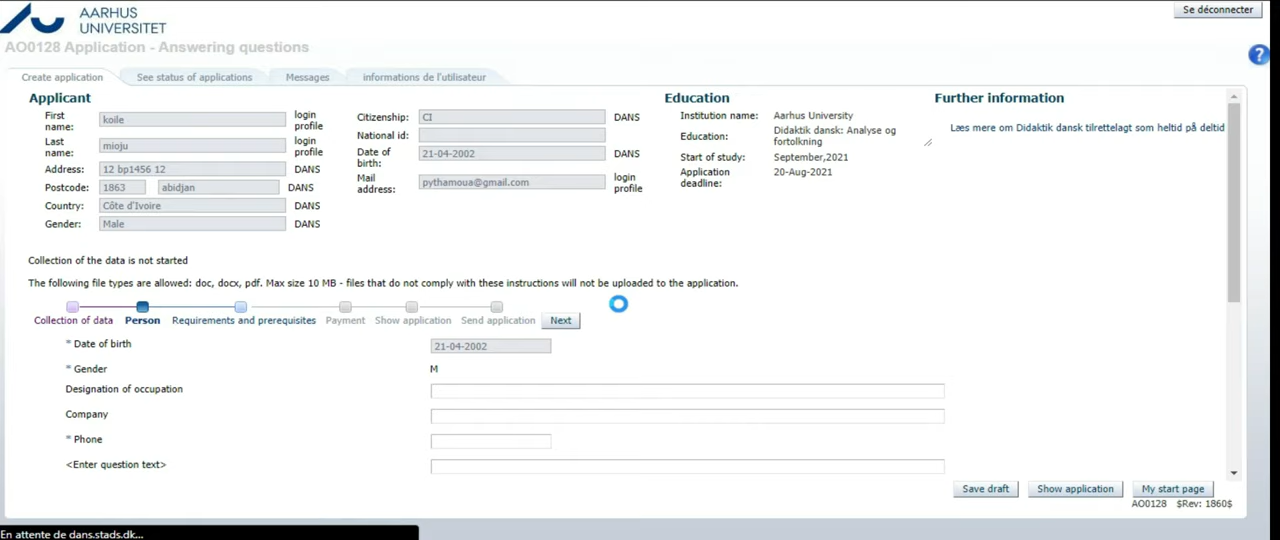 AARHUS
UNIVERSITET
Se déconnecter
AO0128 Application - Answering questions
?
Create application
See status of applications
Messages
informations de l'utilisateur
Applicant
First name:
koile
login profile
Last name:
mioju
login profile
Address:
12 bp1456 12
DANS
Postcode:
1863
abidjan
DANS
Country:
Côte d'Ivoire
DANS
Gender:
Male
DANS
Citizenship:
CI
DANS
National id:
Date of birth:
21-04-2002
DANS
Mail address:
pythamoua@gmail.com
login profile
Education
Institution name:
Aarhus University
Education:
Didaktik dansk: Analyse og
fortolkning
Start of study:
September,2021
Application deadline:
20-Aug-2021
Further information
Læs mere om Didaktik dansk tilrettelagt som heltid på deltid
Collection of the data is not started
The following file types are allowed: doc, docx, pdf. Max size 10 MB - files that do not comply with these instructions will not be uploaded to the application.
Collection of data
Person
Requirements and prerequisites
Payment
Show application
Send application
Next
* Date of birth
21-04-2002
* Gender
M
Designation of occupation
Company
* Phone
<Enter question text>
Save draft
Show application
My start page
AO0128 $Rev: 1860$
En attente de dans.stads.dk...